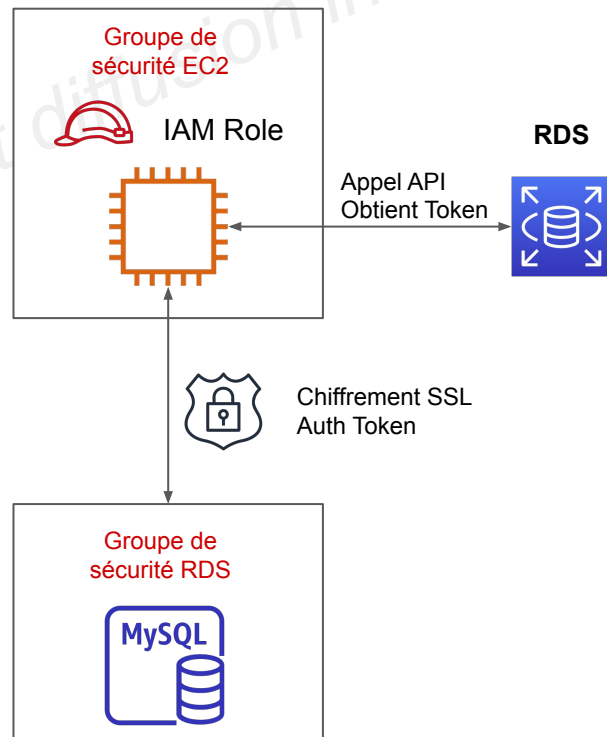 Groupe de
sécurité EC2
IAM Role
RDS
Appel API
Obtient Token
Chiffrement SSL
Auth Token
Groupe de
sécurité RDS
MySQL
diffusion